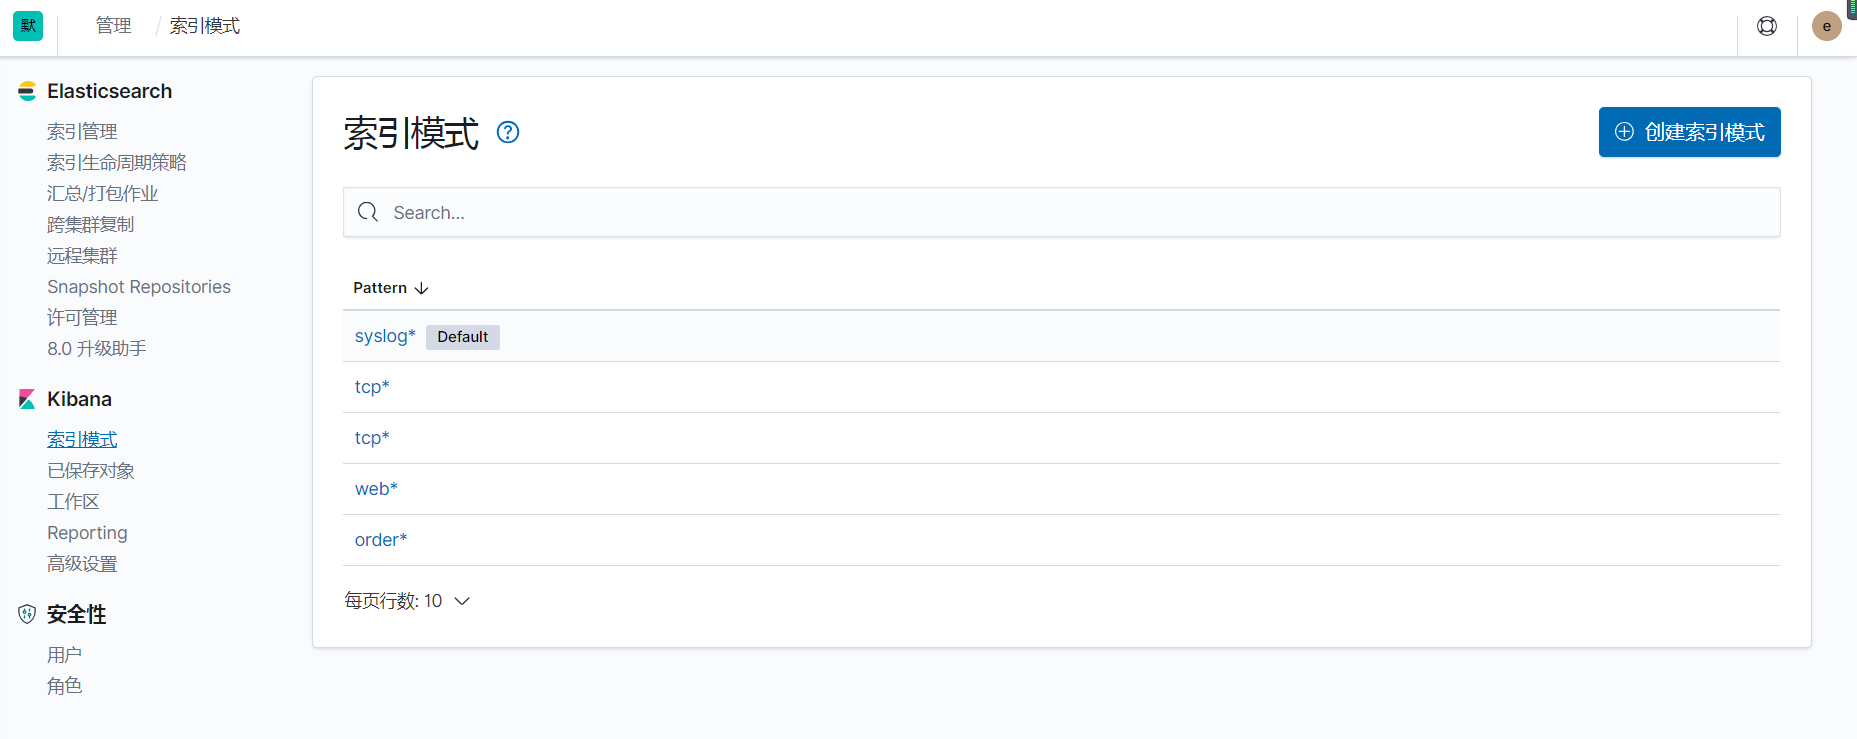 默 管理 / 索引模式 e
Elasticsearch
索引管理
索引生命周期策略
汇总/打包作业
跨集群复制
远程集群
Snapshot Repositories
许可管理
8.0 升级助手
Kibana
索引模式
已保存对象
工作区
Reporting
高级设置
安全性
用户
角色
索引模式 ?
创建索引模式
Search...
Pattern
syslog* Default
tcp*
tcp*
web*
order*
每页行数: 10